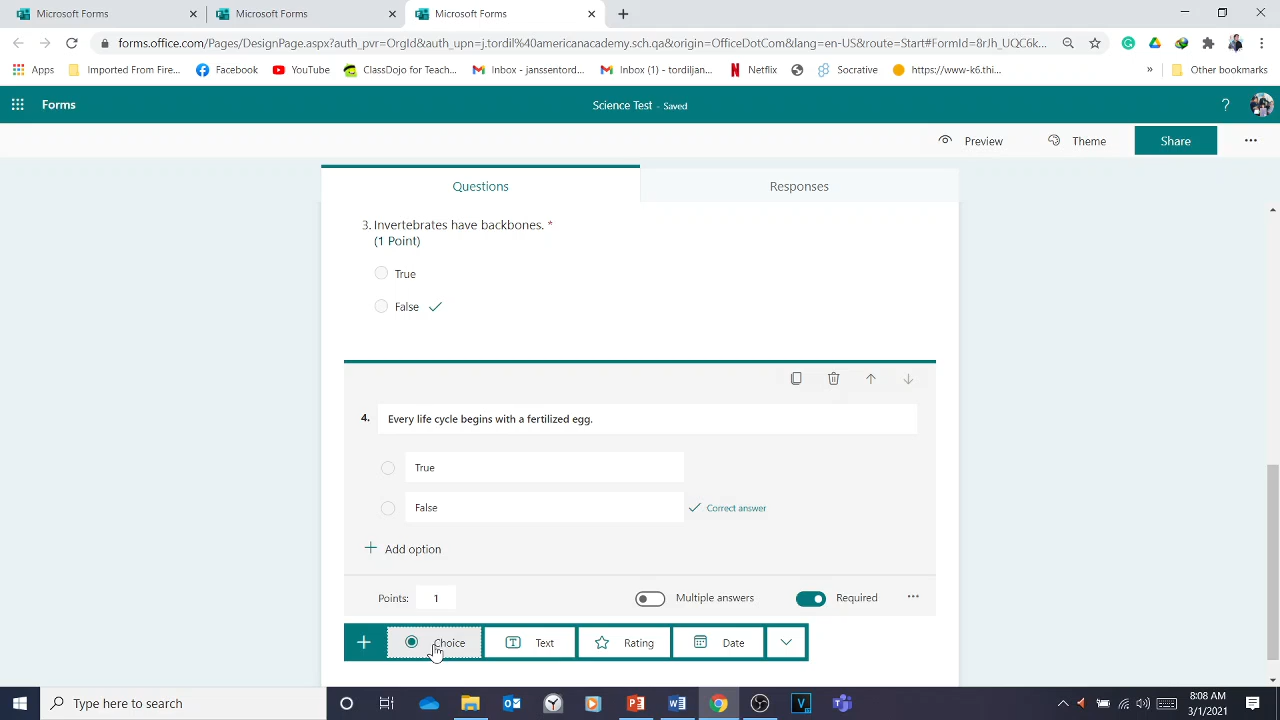 Microsoft Forms
Microsoft Forms
Microsoft Forms
forms.office.com/Pages/DesignPage.aspx?auth_pvr=OrgId&auth_upn=j.tordil%40americanacademy.sch.qa&origin=OfficeDotCom&lang=en-US&route=Start#FormId=8rJh_UQC6k...
Apps
Imported From Fire...
Facebook
YouTube
ClassDojo for Teach...
Inbox - janssentord...
Inbox (1) - tordiljan...
Netflix
Socrative
https://www-k6.thi...
»
Other bookmarks
Forms
Science Test - Saved
?
Preview
Theme
Share
Questions
Responses
3. Invertebrates have backbones. *
(1 Point)
True
False
4. Every life cycle begins with a fertilized egg.
True
False
Correct answer
Add option
Points: 1
Multiple answers
Required
Choice
Text
Rating
Date
Type here to search
8:08 AM
3/1/2021